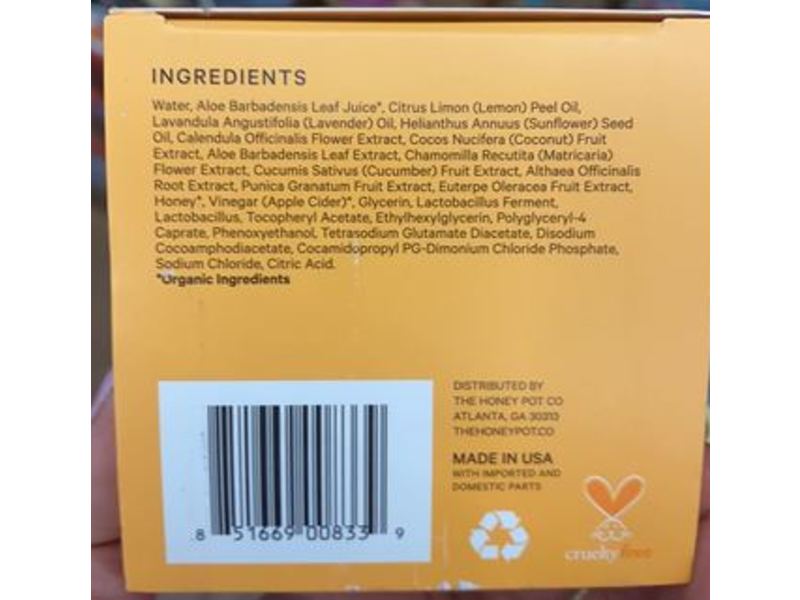 INGREDIENTS
Water, Aloe Barbadensis Leaf Juice*, Citrus Limon (Lemon) Peel Oil,
Lavandula Angustifolia (Lavender) Oil, Helianthus Annuus (Sunflower) Seed
Oil, Calendula Officinalis Flower Extract, Cocos Nucifera (Coconut) Fruit
Extract, Aloe Barbadensis Leaf Extract, Chamomilla Recutita (Matricaria)
Flower Extract, Cucumis Sativus (Cucumber) Fruit Extract, Althaea Officinalis
Root Extract, Punica Granatum Fruit Extract, Euterpe Oleracea Fruit Extract,
Honey*, Vinegar (Apple Cider)*, Glycerin, Lactobacillus Ferment,
Lactobacillus, Tocopheryl Acetate, Ethylhexylglycerin, Polyglyceryl-4
Caprate, Phenoxyethanol, Tetrasodium Glutamate Diacetate, Disodium
Cocoamphodiacetate, Cocamidopropyl PG-Dimonium Chloride Phosphate,
Sodium Chloride, Citric Acid.
*Organic Ingredients
DISTRIBUTED BY
THE HONEY POT CO
ATLANTA, GA 30313
THEHONEYPOT.CO
MADE IN USA
WITH IMPORTED AND
DOMESTIC PARTS
8 51669 00833 9
cruelty free